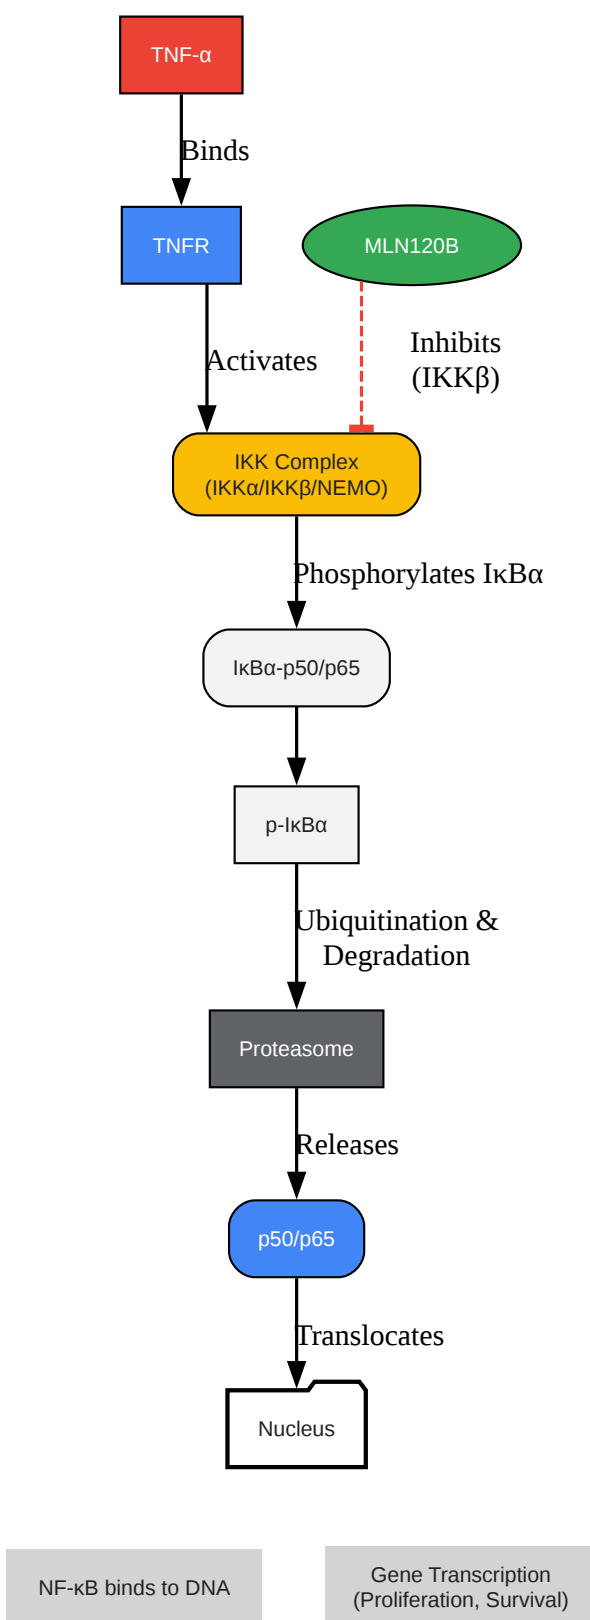 TNF-α
Binds
TNFR
MLN120B
Activates
Inhibits
(IKKβ)
IKK Complex
(IKKα/IKKβ/NEMO)
Phosphorylates IκBα
IκBα-p50/p65
p-IκBα
Ubiquitination &
Degradation
Proteasome
Releases
p50/p65
Translocates
Nucleus
NF-κB binds to DNA
Gene Transcription
(Proliferation, Survival)